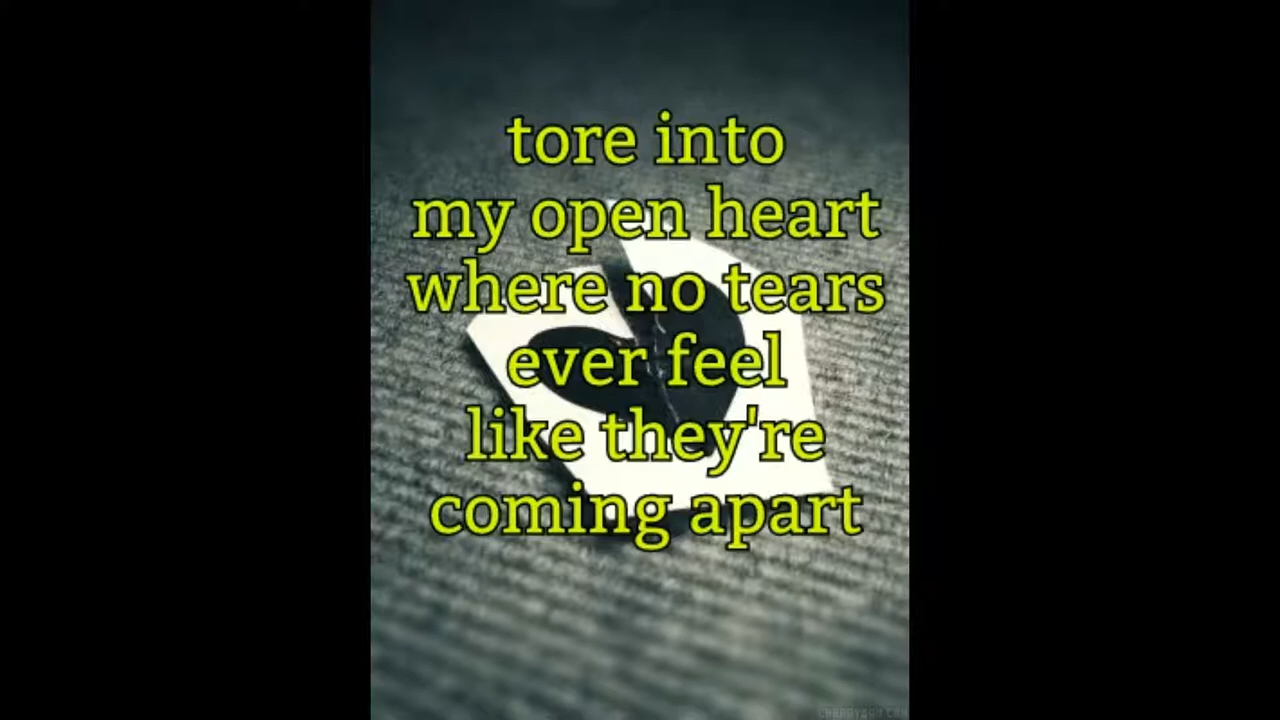 tore into
my open heart
where no tears
ever feel
like they're
coming apart